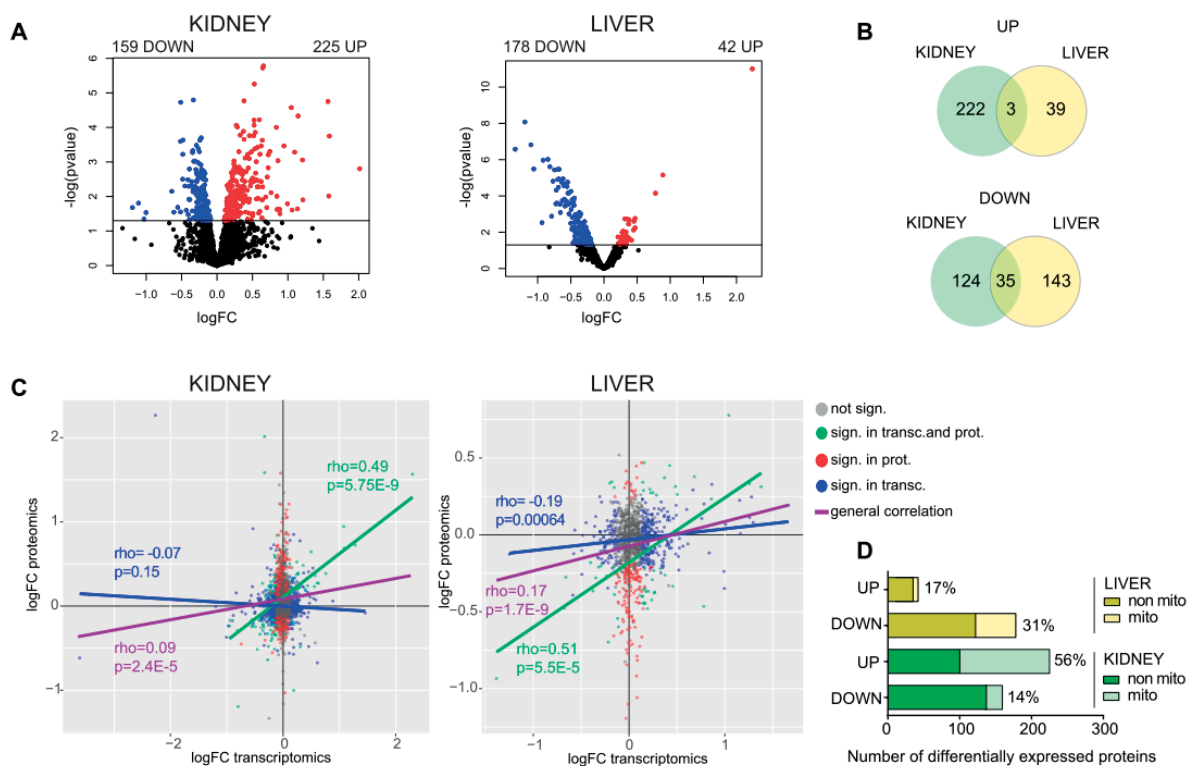 A
KIDNEY
159 DOWN 225 UP
6
5
4
3
2
1
0
-log(pvalue)
-1.0 -0.5 0.0 0.5 1.0 1.5 2.0
logFC
LIVER
178 DOWN 42 UP
10
8
6
4
2
0
-log(pvalue)
-1.0 0.0 0.5 1.0 1.5 2.0
logFC
B
UP
KIDNEY LIVER
222 3 39
DOWN
KIDNEY LIVER
124 35 143
C
KIDNEY
2
1
0
−1
logFC proteomics
rho=0.49
p=5.75E-9
rho= -0.07
p=0.15
rho=0.09
p=2.4E-5
−2 0 2
logFC transcriptomics
LIVER
0.5
0.0
−0.5
−1.0
logFC proteomics
rho= -0.19
p=0.00064
rho=0.17
p=1.7E-9
rho=0.51
p=5.5E-5
−1 0 1
logFC transcriptomics
not sign.
sign. in transc.and prot.
sign. in prot.
sign. in transc.
general correlation
D
UP 17%
DOWN 31%
UP 56%
DOWN 14%
LIVER
non mito
mito
KIDNEY
non mito
mito
0 100 200 300
Number of differentially expressed proteins